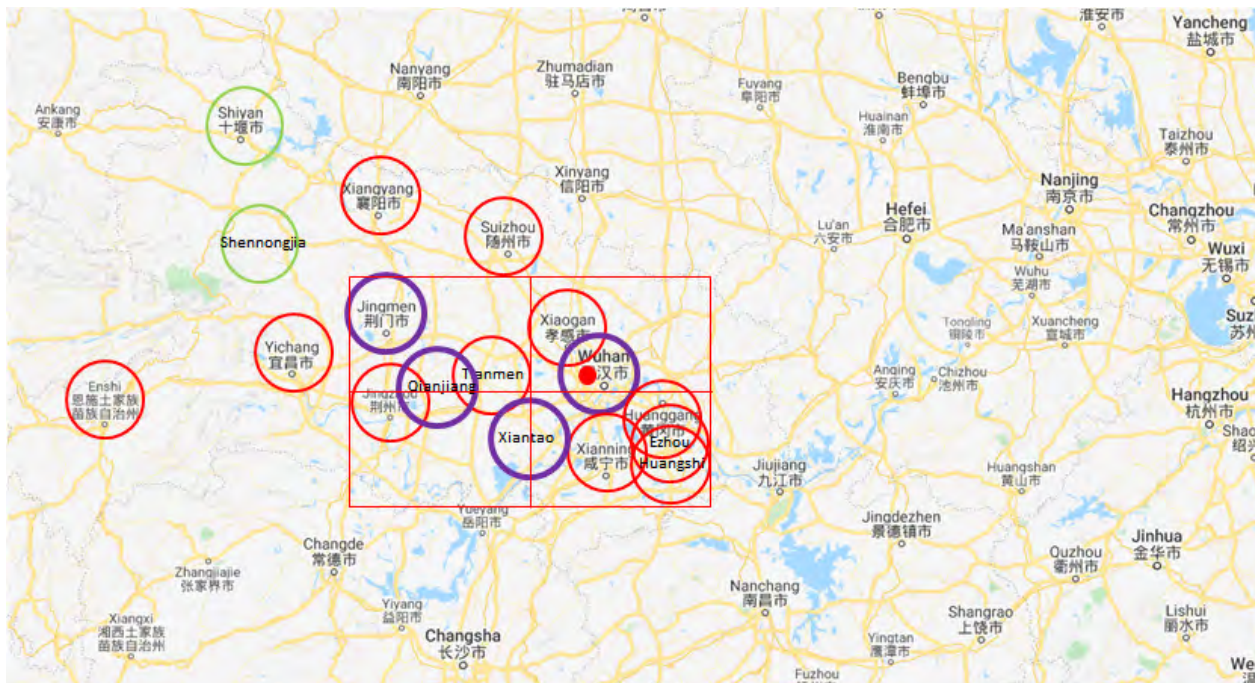 淮安市
Yancheng
盐城市
Nanyang
南阳市
Zhumadian
驻马店市
Fuyang
阜阳市
Bengbu
蚌埠市
Ankang
安康市
Shiyan
十堰市
Huainan
淮南市
Taizhou
泰州市
Xiangyang
襄阳市
Xinyang
信阳市
Nanjing
南京市
Suizhou
随州市
Shennongjia
Lu'an
六安市
Hefei
合肥市
Ma'anshan
马鞍山市
Changzhou
常州市
Wuxi
无锡市
Wuhu
芜湖市
Jingmen
荆门市
Xiaogan
孝感市
Tongling
铜陵市
Xuancheng
宣城市
Suz
苏州
Yichang
宜昌市
Wuhan
汉市
Tianmen
Qianjiang
Anqing
安庆市
Chizhou
池州市
Enshi
恩施土家族
苗族自治州
Jingzhou
荆州市
Hangzhou
杭州市
Huanggang
黄冈市
Ezhou
Xiantao
Xianning
咸宁市
Huangshi
Shao
绍兴
Jiujiang
九江市
Huangshan
黄山市
Yueyang
岳阳市
Jingdezhen
景德镇市
Changde
常德市
Quzhou
衢州市
Jinhua
金华市
Zhangjiajie
张家界市
Nanchang
南昌市
Yiyang
益阳市
Xiangxi
湘西土家族
苗族自治州
Changsha
长沙市
Shangrao
上饶市
Lishui
丽水市
Yingtan
鹰潭市
Fuzhou
We